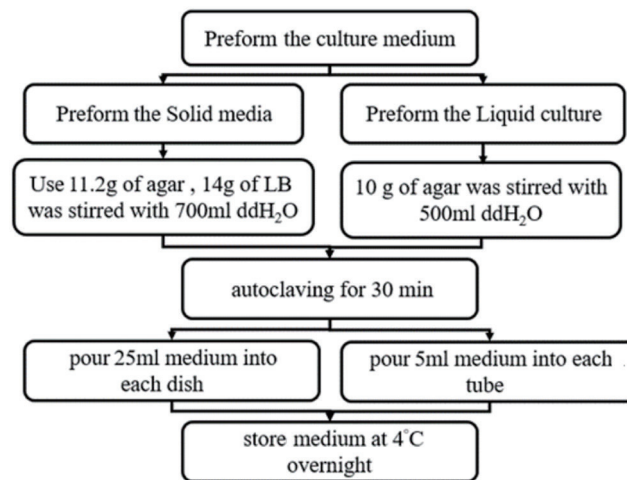 Preform the culture medium
Preform the Solid media
Preform the Liquid culture
Use 11.2g of agar , 14g of LB
was stirred with 700ml ddH₂O
10 g of agar was stirred with
500ml ddH₂O
autoclaving for 30 min
pour 25ml medium into
each dish
pour 5ml medium into each
tube
store medium at 4°C
overnight